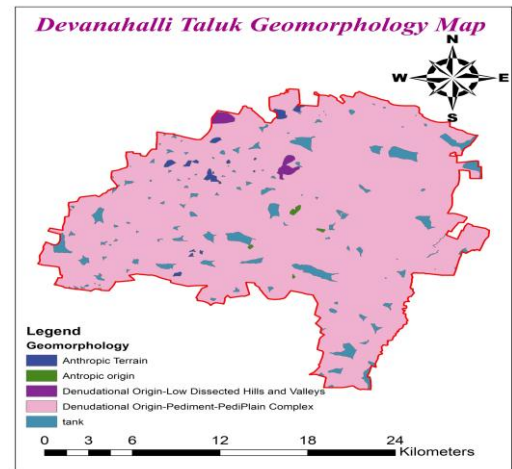 Devanahalli Taluk Geomorphology Map
N
W E
S
Legend
Geomorphology
Anthropic Terrain
Antropic origin
Denudational Origin-Low Dissected Hills and Valleys
Denudational Origin-Pediment-PediPlain Complex
tank
0 3 6 12 18 24
Kilometers